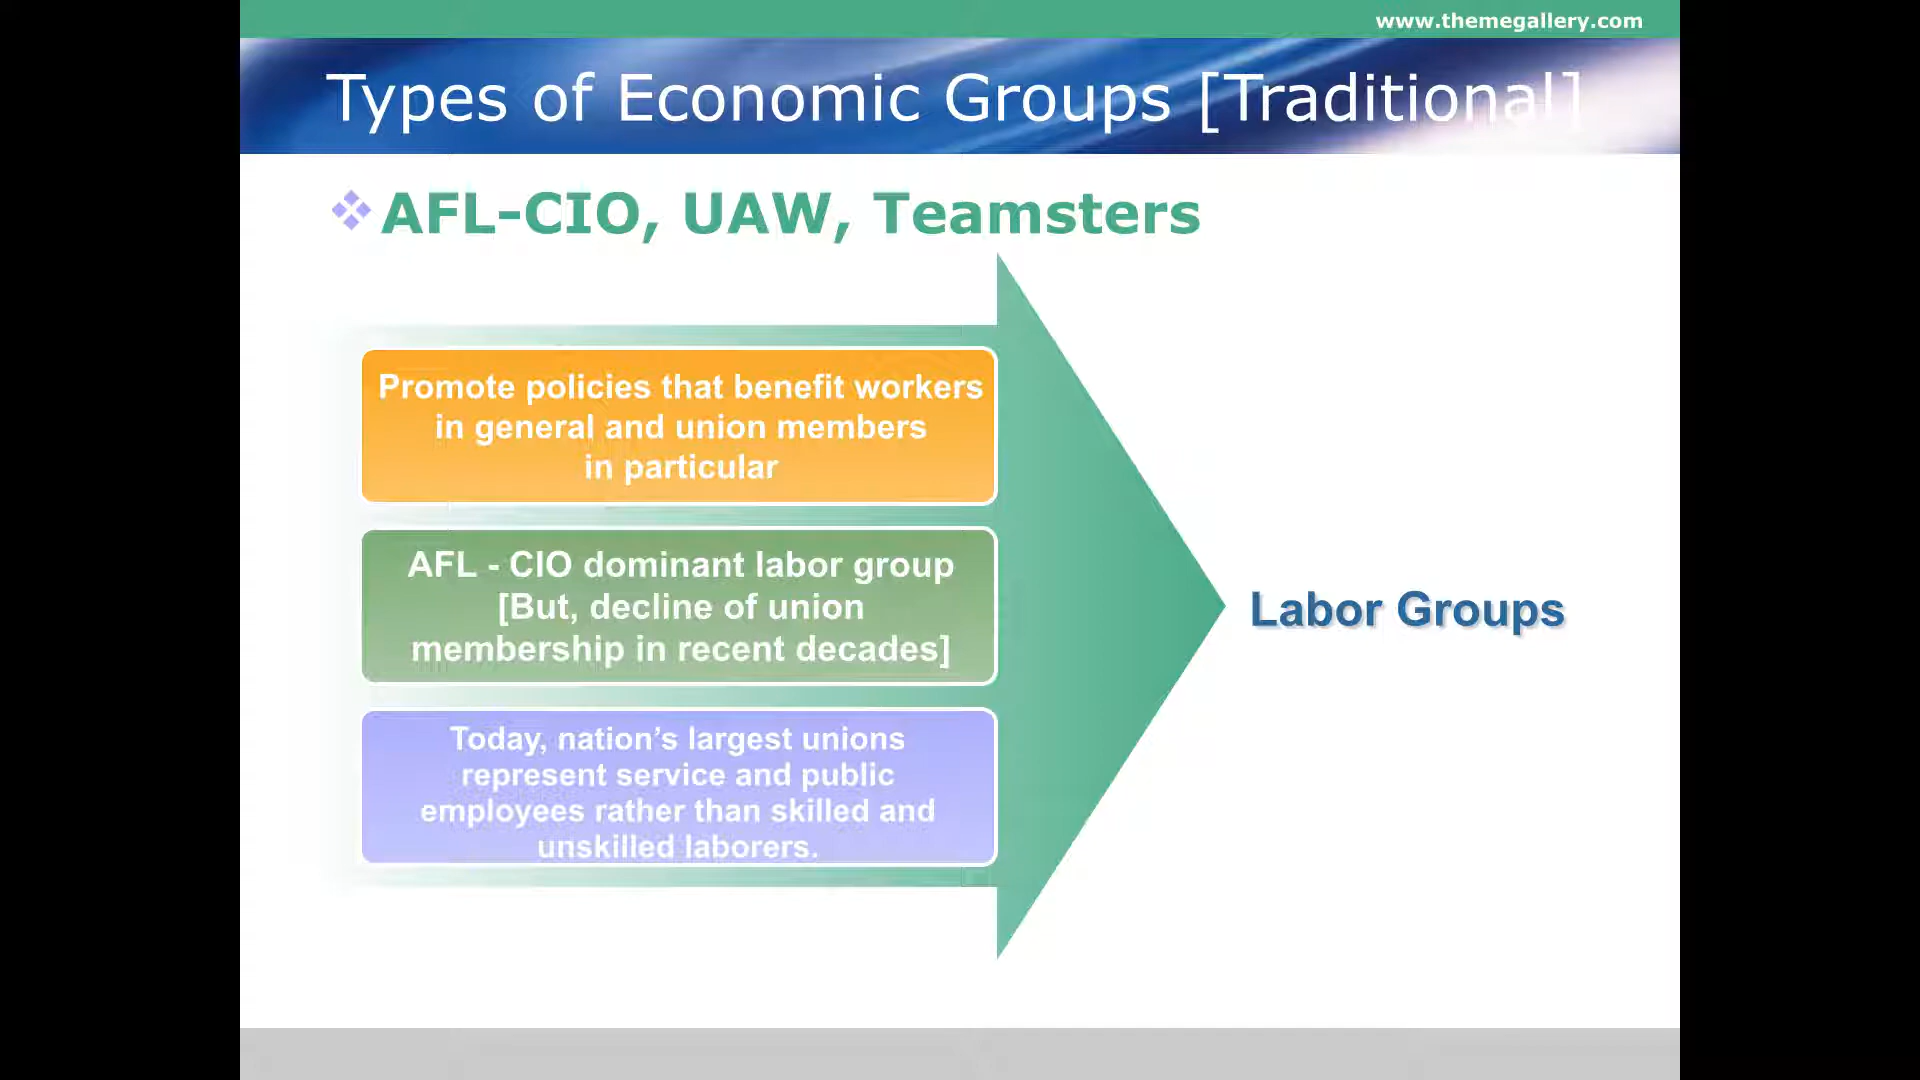 www.themegallery.com
Types of Economic Groups [Traditional]
AFL-CIO, UAW, Teamsters
Promote policies that benefit workers
in general and union members
in particular
AFL - CIO dominant labor group
[But, decline of union
membership in recent decades]
Today, nation’s largest unions
represent service and public
employees rather than skilled and
unskilled laborers.
Labor Groups